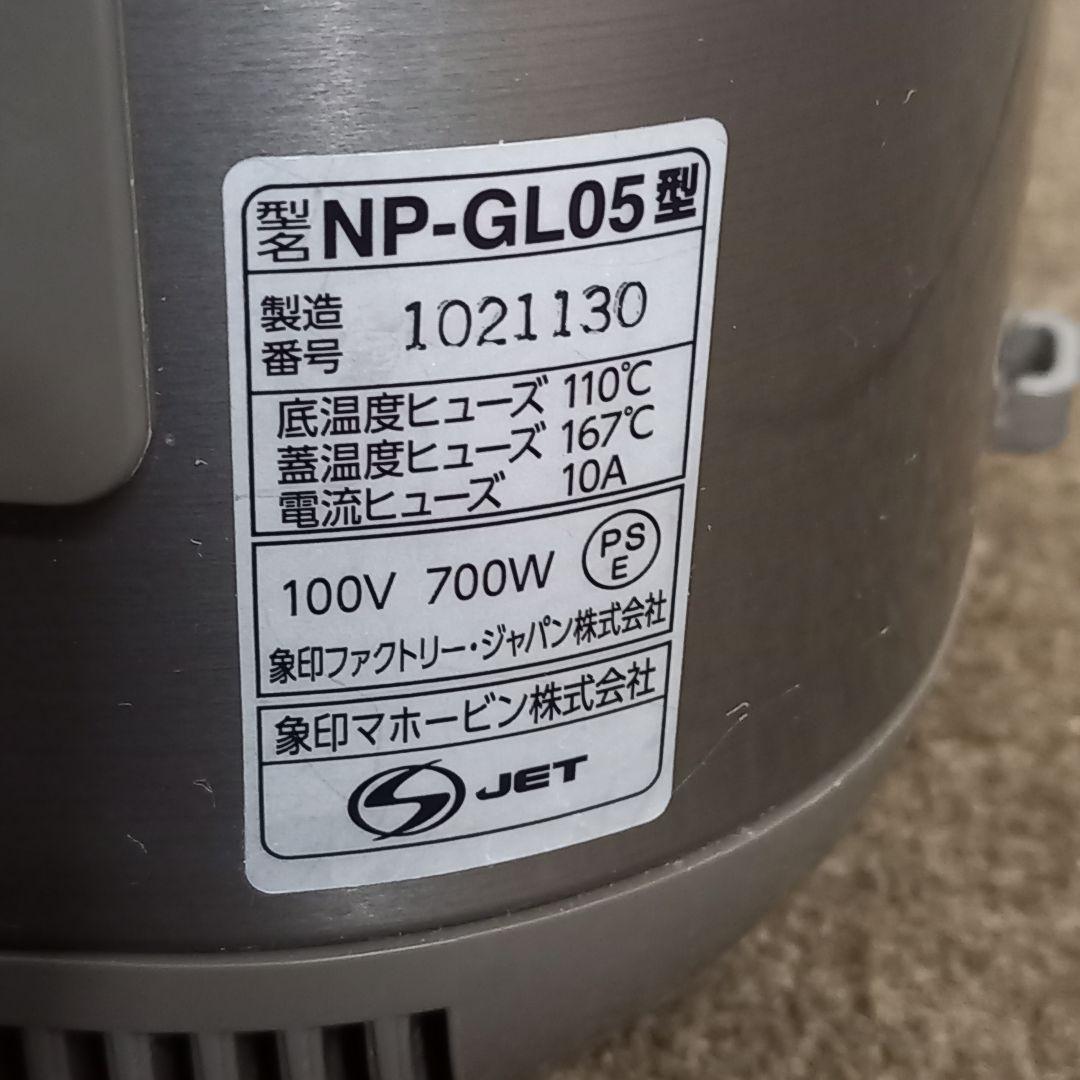 型名 NP-GL05型
製造番号 1021130
底温度ヒューズ 110℃
蓋温度ヒューズ 167℃
電流ヒューズ 10A
100V 700W PSE
象印ファクトリー・ジャパン株式会社
象印マホービン株式会社
S JET